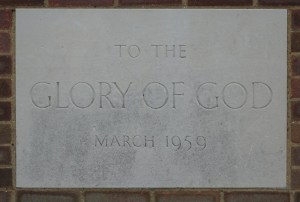 TO THE
GLORY OF GOD
MARCH 1959